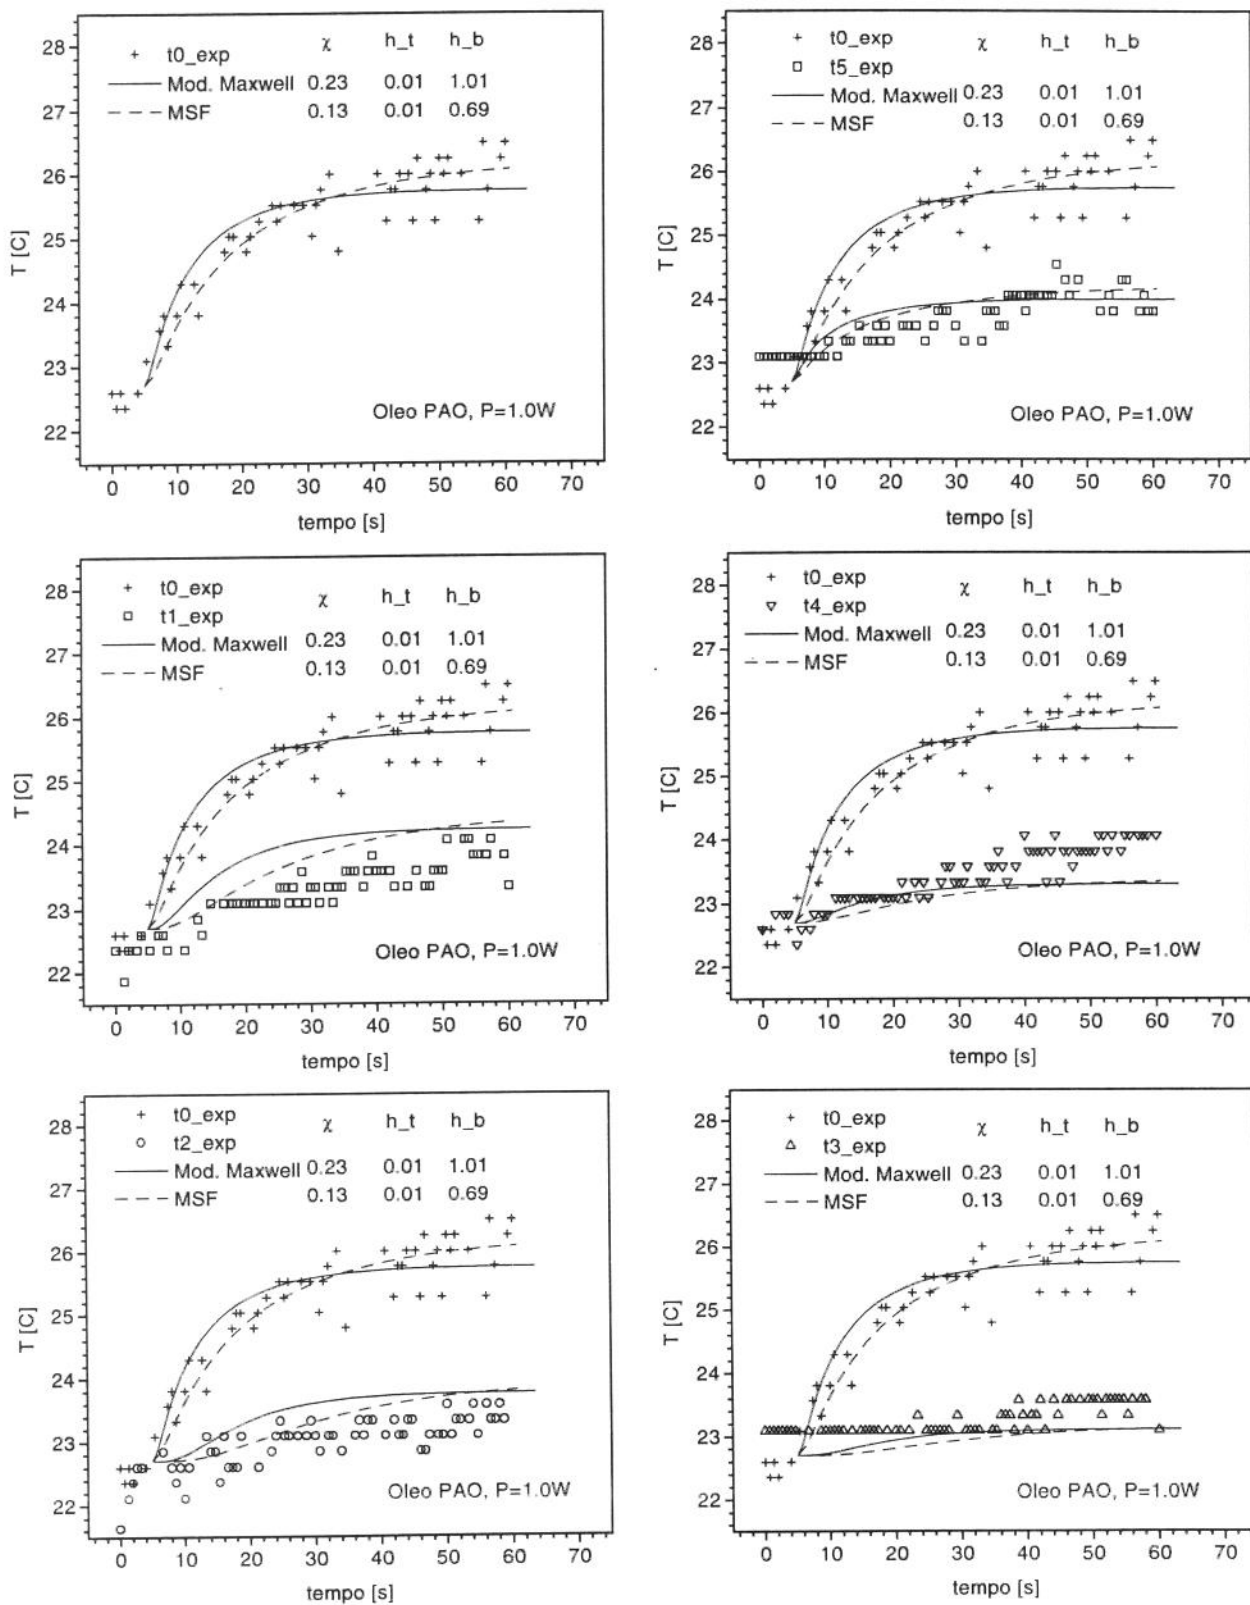 t0_exp χ h_t h_b
Mod. Maxwell 0.23 0.01 1.01
MSF 0.13 0.01 0.69
28
27
26
25
24
23
22
T [C]
Oleo PAO, P=1.0W
0 10 20 30 40 50 60 70
tempo [s]
t0_exp χ h_t h_b
t5_exp
Mod. Maxwell 0.23 0.01 1.01
MSF 0.13 0.01 0.69
28
27
26
25
24
23
22
T [C]
Oleo PAO, P=1.0W
0 10 20 30 40 50 60 70
tempo [s]
t0_exp χ h_t h_b
t1_exp
Mod. Maxwell 0.23 0.01 1.01
MSF 0.13 0.01 0.69
28
27
26
25
24
23
22
T [C]
Oleo PAO, P=1.0W
0 10 20 30 40 50 60 70
tempo [s]
t0_exp χ h_t h_b
t4_exp
Mod. Maxwell 0.23 0.01 1.01
MSF 0.13 0.01 0.69
28
27
26
25
24
23
22
T [C]
Oleo PAO, P=1.0W
0 10 20 30 40 50 60 70
tempo [s]
t0_exp χ h_t h_b
t2_exp
Mod. Maxwell 0.23 0.01 1.01
MSF 0.13 0.01 0.69
28
27
26
25
24
23
22
T [C]
Oleo PAO, P=1.0W
0 10 20 30 40 50 60 70
tempo [s]
t0_exp χ h_t h_b
t3_exp
Mod. Maxwell 0.23 0.01 1.01
MSF 0.13 0.01 0.69
28
27
26
25
24
23
22
T [C]
Oleo PAO, P=1.0W
0 10 20 30 40 50 60 70
tempo [s]